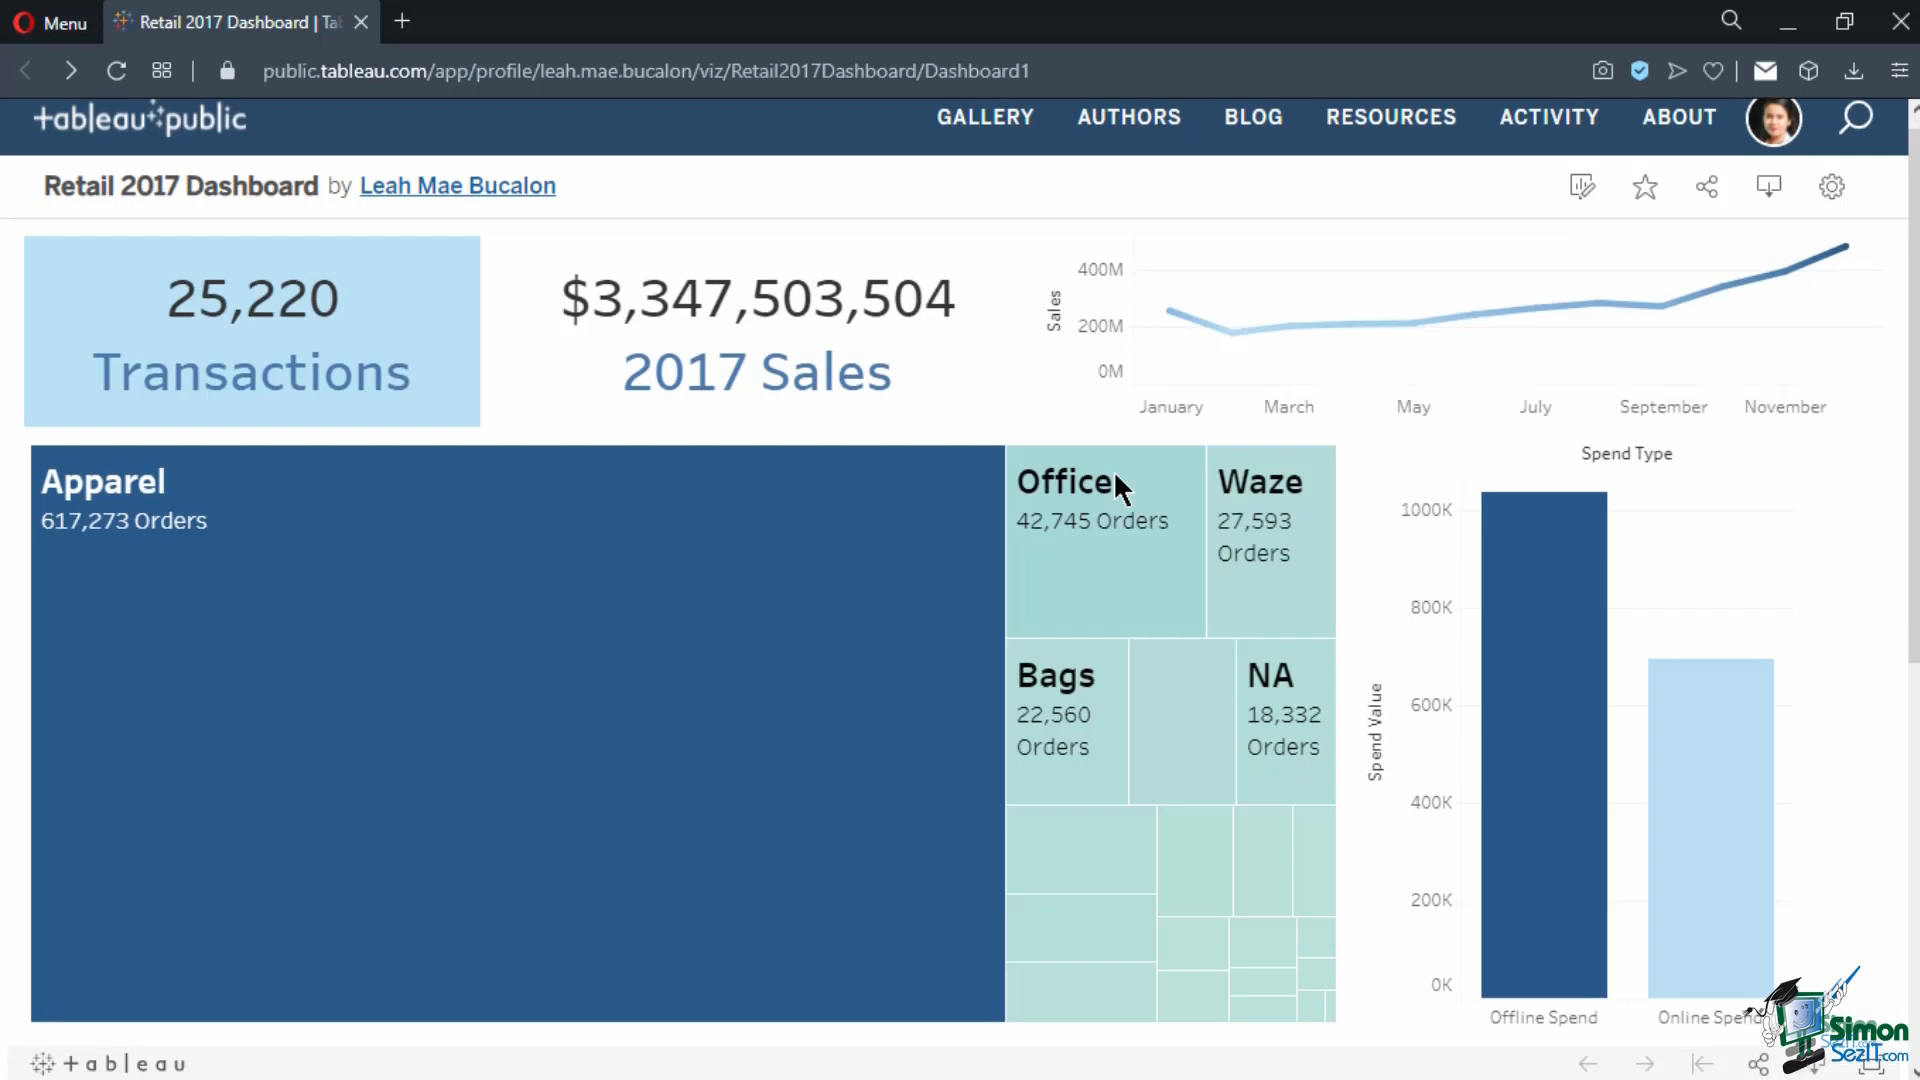 Menu
Retail 2017 Dashboard | Ta
public.tableau.com/app/profile/leah.mae.bucalon/viz/Retail2017Dashboard/Dashboard1
tableau public
GALLERY AUTHORS BLOG RESOURCES ACTIVITY ABOUT
Retail 2017 Dashboard by Leah Mae Bucalon
25,220
Transactions
$3,347,503,504
2017 Sales
Sales
400M
200M
0M
January March May July September November
Apparel
617,273 Orders
Office
42,745 Orders
Waze
27,593
Orders
Bags
22,560
Orders
NA
18,332
Orders
Spend Type
Spend Value
1000K
800K
600K
400K
200K
0K
Offline Spend Online Spend
tableau
Simon
SezIT.com